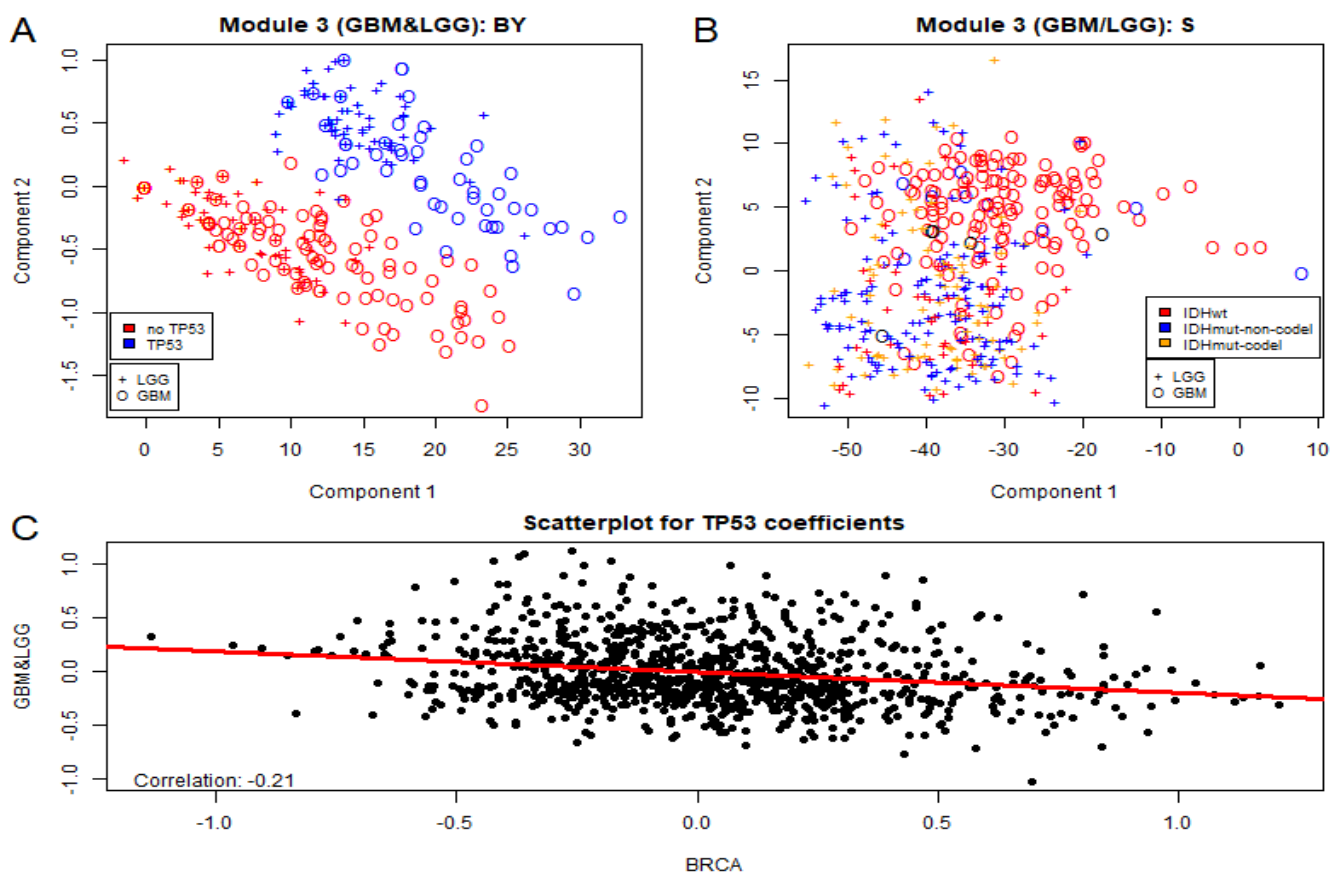 A
Module 3 (GBM&LGG): BY
Component 2
1.0
0.5
0.0
-0.5
-1.0
-1.5
no TP53
TP53
LGG
GBM
0 5 10 15 20 25 30
Component 1
B
Module 3 (GBM/LGG): S
Component 2
15
10
5
0
-5
-10
IDHwt
IDHmut-non-codel
IDHmut-codel
LGG
GBM
-50 -40 -30 -20 -10 0 10
Component 1
C
Scatterplot for TP53 coefficients
GBM&LGG
1.0
0.5
0.0
-0.5
-1.0
Correlation: -0.21
-1.0 -0.5 0.0 0.5 1.0
BRCA